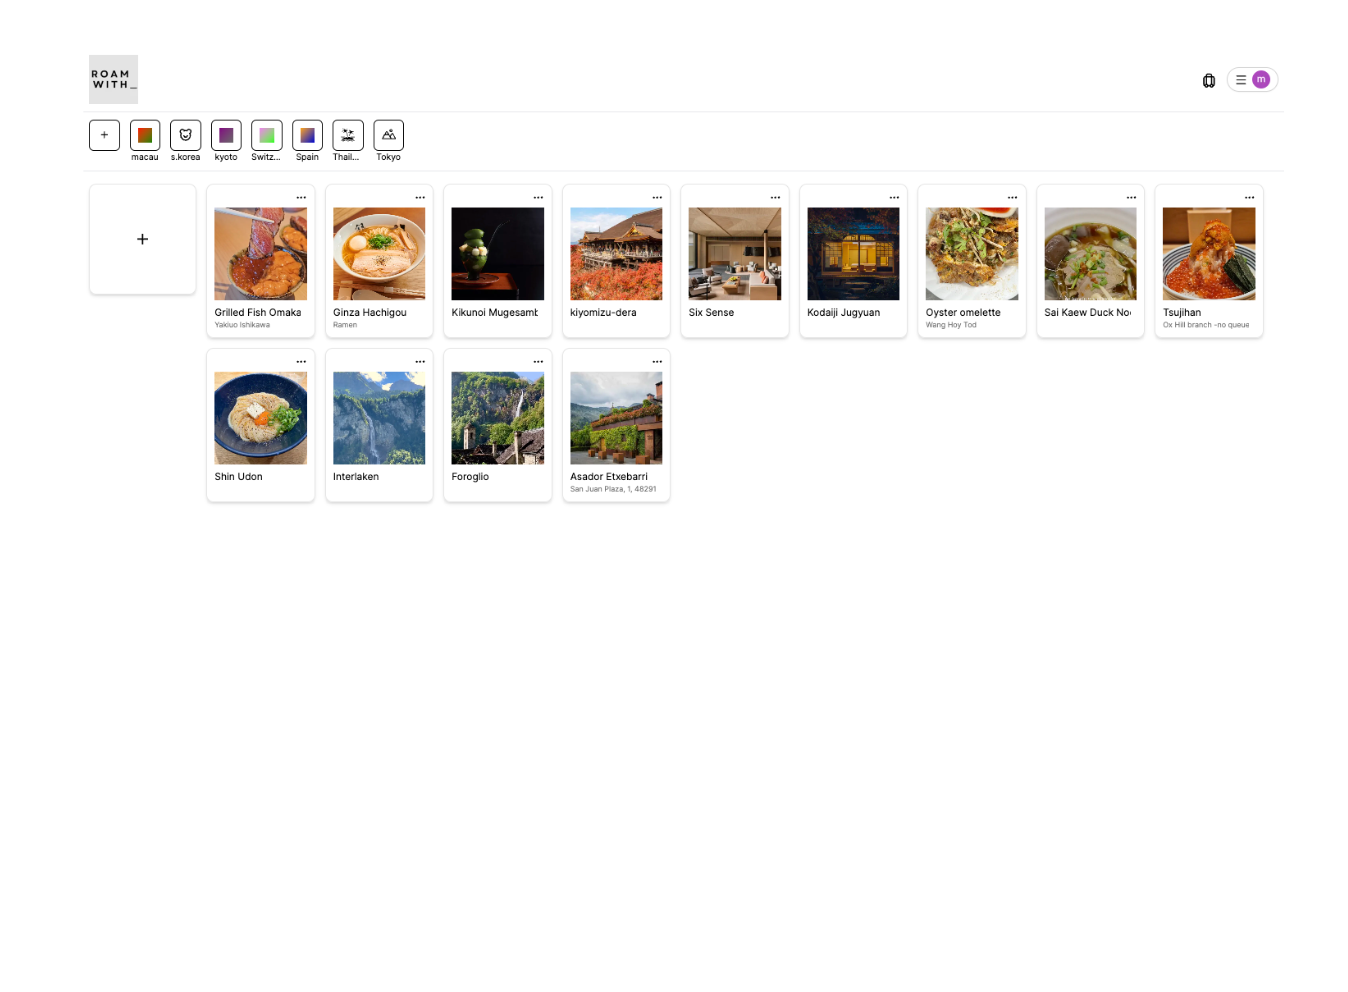 ROAM
WITH_
m
+
macau
s.korea
kyoto
Switz...
Spain
Thail...
Tokyo
+
Grilled Fish Omaka
Yakiuo Ishikawa
Ginza Hachigou
Ramen
Kikunoi Mugesamb
kiyomizu-dera
Six Sense
Kodaiji Jugyuan
Oyster omelette
Wang Hoy Tod
Sai Kaew Duck Noo
Tsujihan
Ox Hill branch -no queue
Shin Udon
Interlaken
Foroglio
Asador Etxebarri
San Juan Plaza, 1, 48291